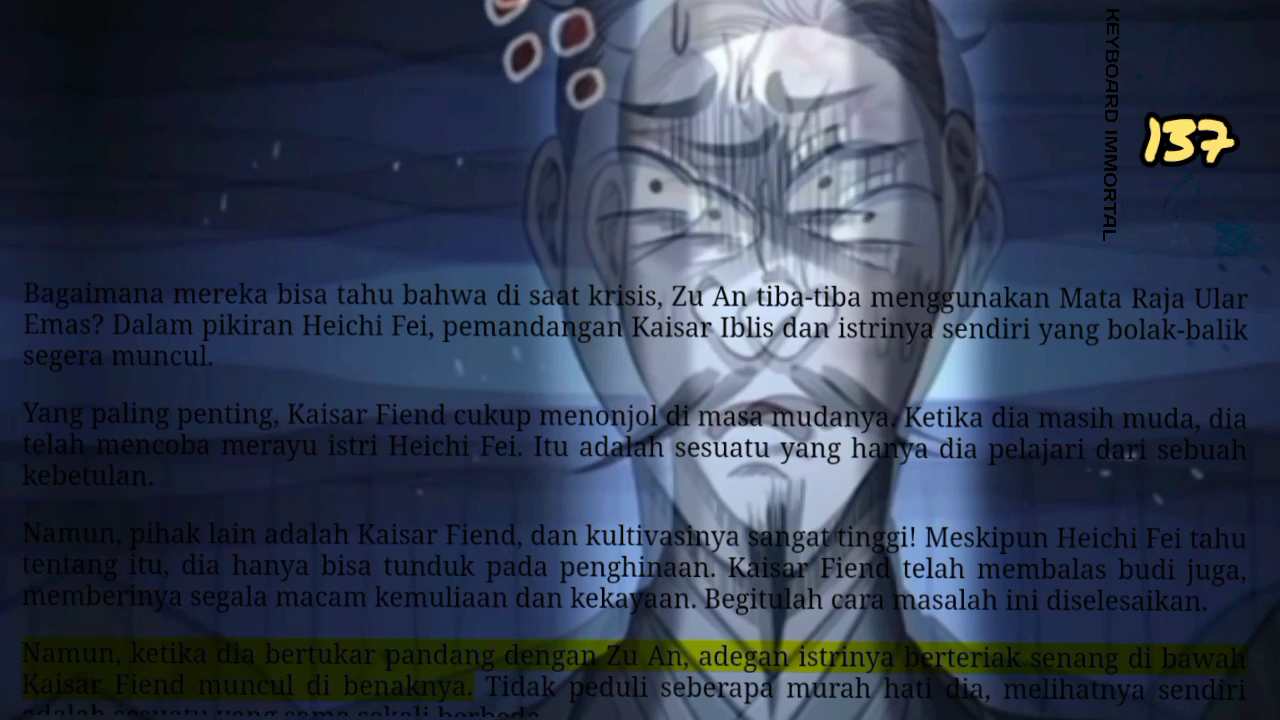 KEYBOARD IMMORTAL
137
Bagaimana mereka bisa tahu bahwa di saat krisis, Zu An tiba-tiba menggunakan Mata Raja Ular
Emas? Dalam pikiran Heichi Fei, pemandangan Kaisar Iblis dan istrinya sendiri yang bolak-balik
segera muncul.
Yang paling penting, Kaisar Fiend cukup menonjol di masa mudanya. Ketika dia masih muda, dia
telah mencoba merayu istri Heichi Fei. Itu adalah sesuatu yang hanya dia pelajari dari sebuah
kebetulan.
Namun, pihak lain adalah Kaisar Fiend, dan kultivasinya sangat tinggi! Meskipun Heichi Fei tahu
tentang itu, dia hanya bisa tunduk pada penghinaan. Kaisar Fiend telah membalas budi juga,
memberinya segala macam kemuliaan dan kekayaan. Begitulah cara masalah ini diselesaikan.
Namun, ketika dia bertukar pandang dengan Zu An, adegan istrinya berteriak senang di bawah
Kaisar Fiend muncul di benaknya. Tidak peduli seberapa murah hati dia, melihatnya sendiri
adalah sesuatu yang sama sekali berbeda.